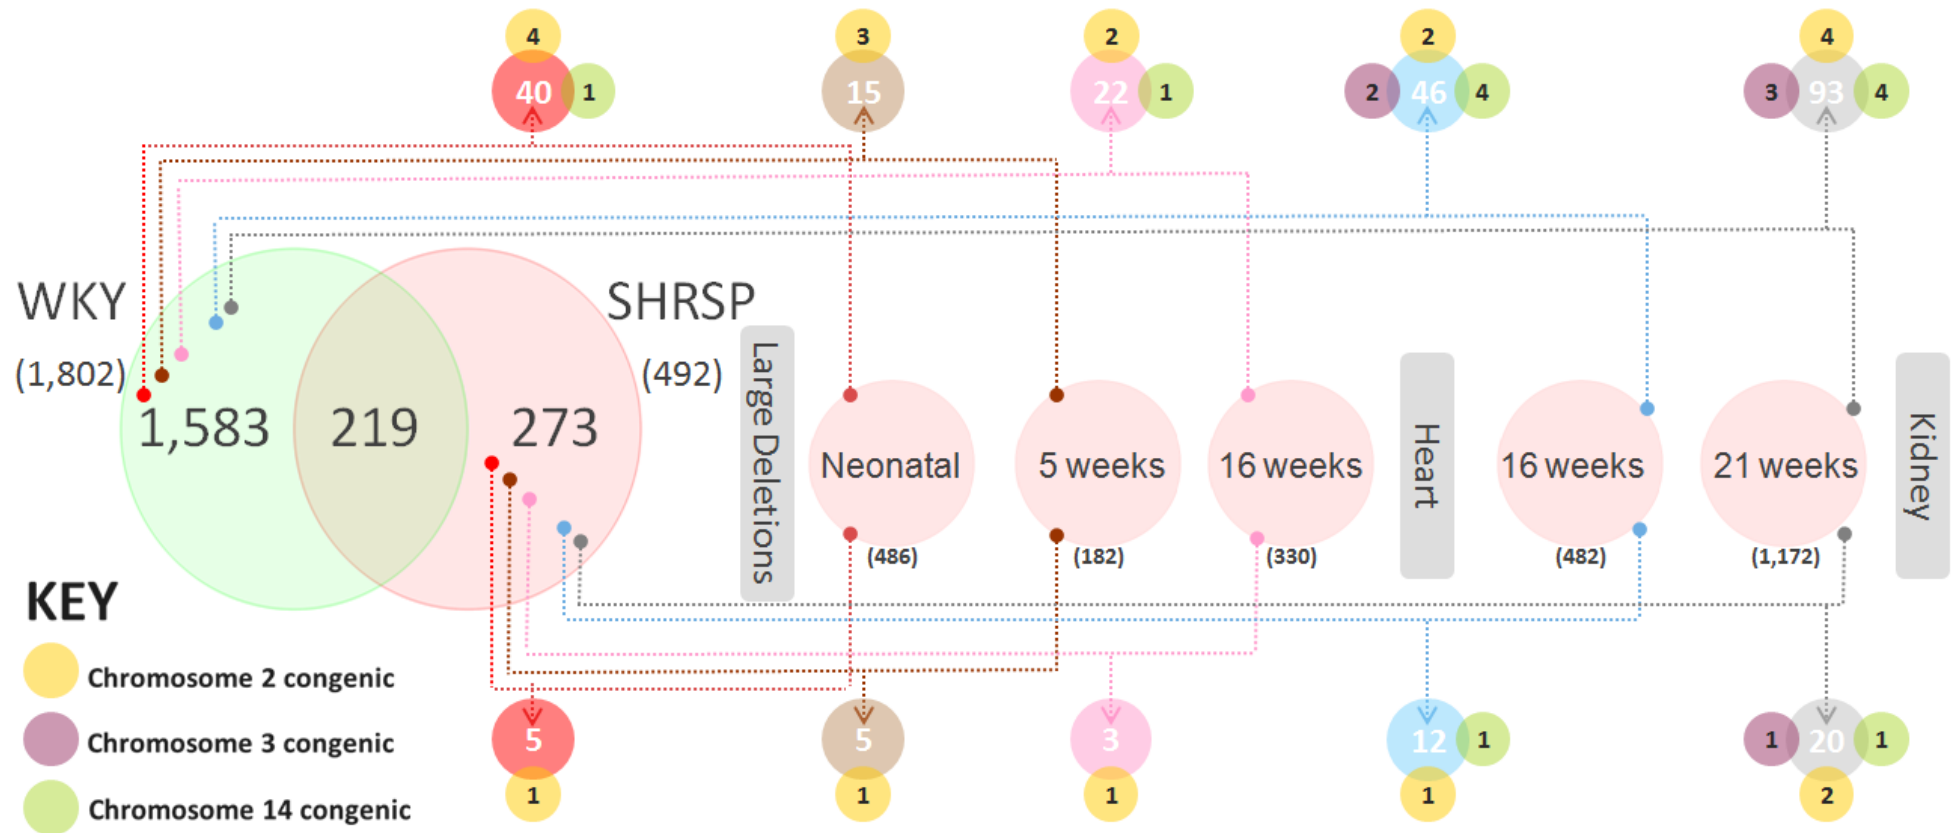 4
3
2
2
4
40
1
15
22
1
2
46
4
3
93
4
WKY
(1,802)
SHRSP
(492)
1,583
219
273
Large Deletions
Neonatal
(486)
5 weeks
(182)
16 weeks
(330)
Heart
16 weeks
(482)
21 weeks
(1,172)
Kidney
KEY
Chromosome 2 congenic
Chromosome 3 congenic
Chromosome 14 congenic
5
5
3
12
1
1
20
1
1
1
1
1
2